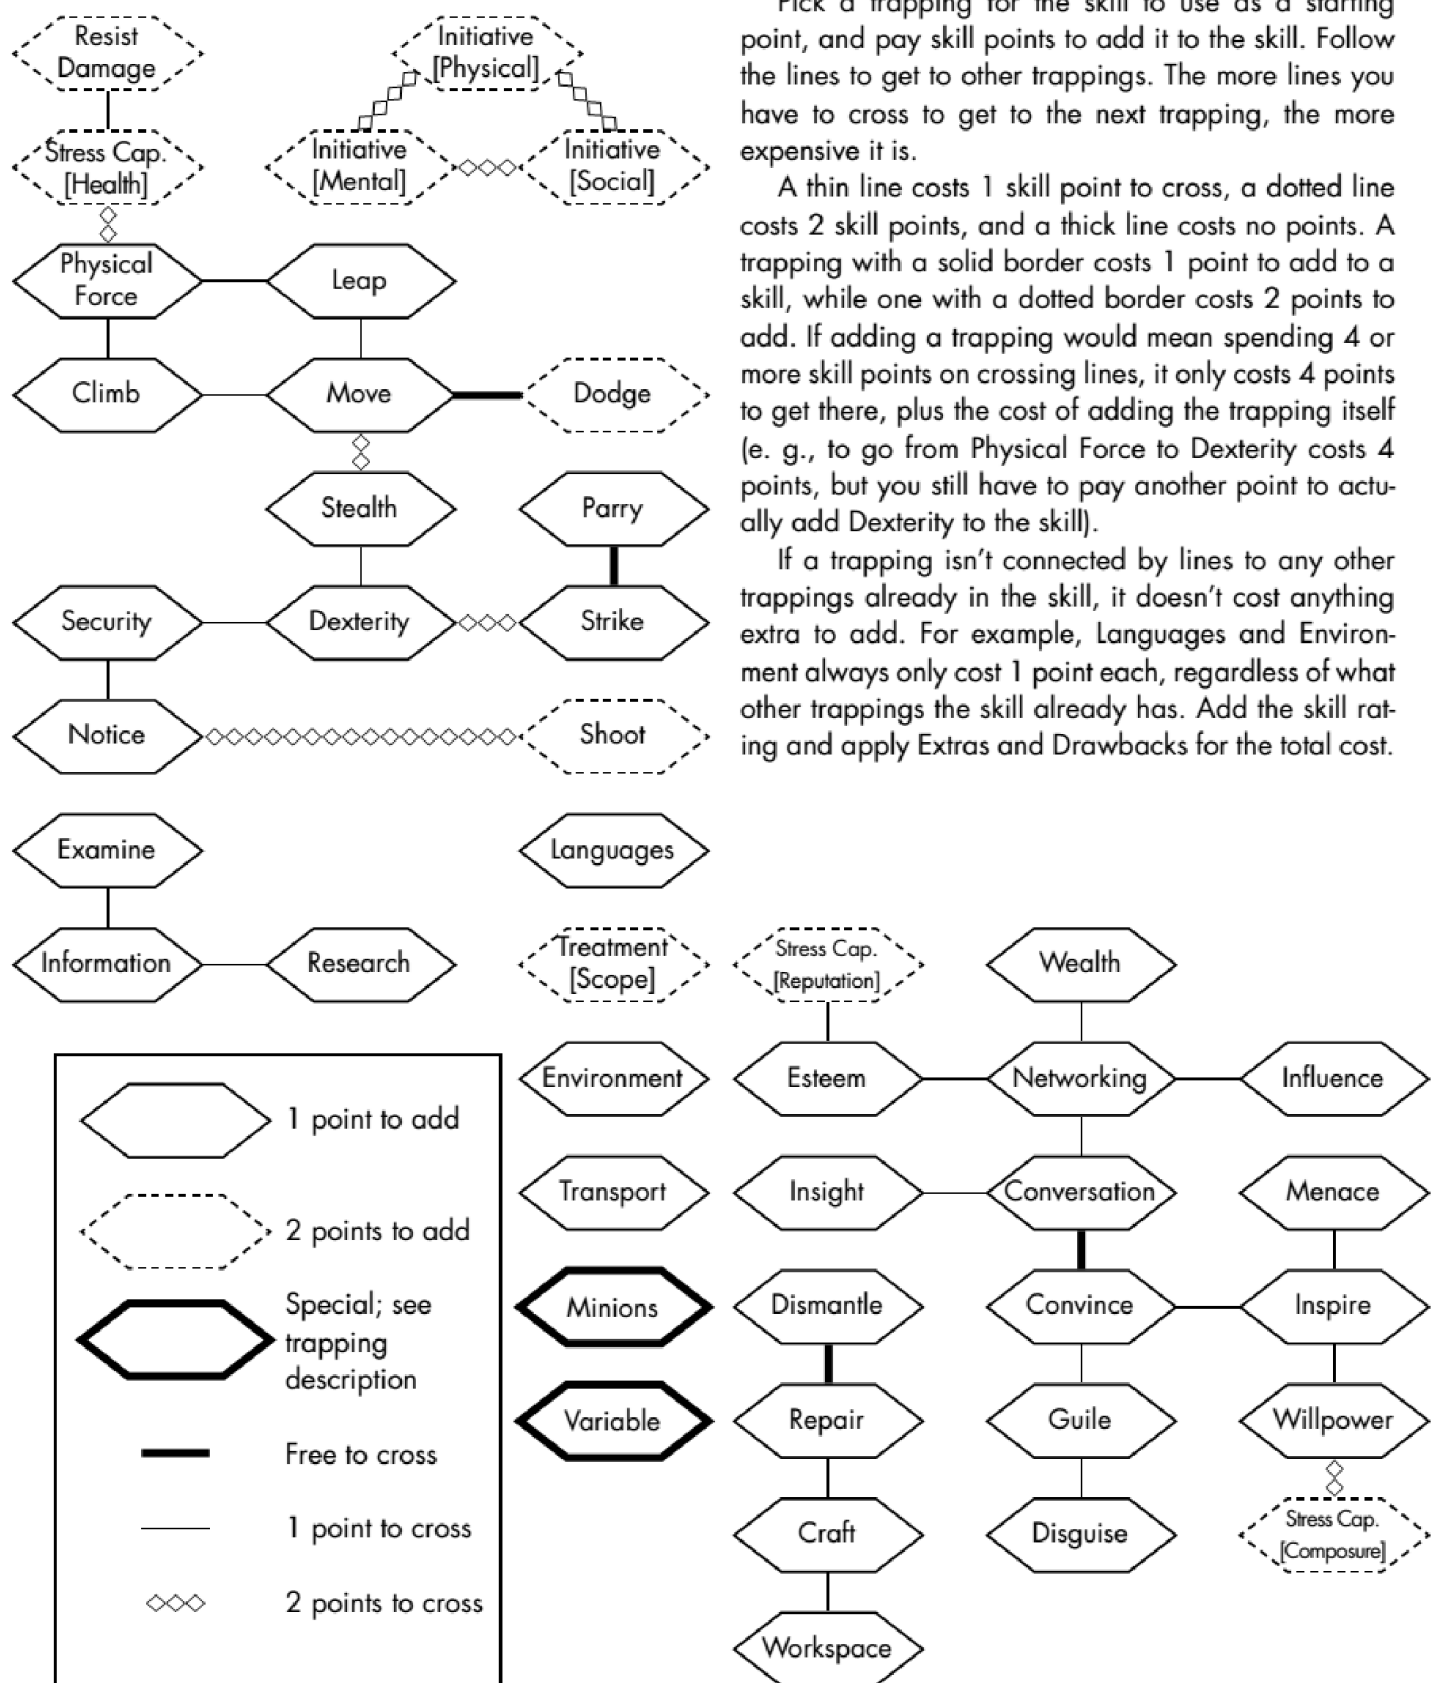 Pick a trapping for the skill to use as a starting
point, and pay skill points to add it to the skill. Follow
the lines to get to other trappings. The more lines you
have to cross to get to the next trapping, the more
expensive it is.
A thin line costs 1 skill point to cross, a dotted line
costs 2 skill points, and a thick line costs no points. A
trapping with a solid border costs 1 point to add to a
skill, while one with a dotted border costs 2 points to
add. If adding a trapping would mean spending 4 or
more skill points on crossing lines, it only costs 4 points
to get there, plus the cost of adding the trapping itself
(e. g., to go from Physical Force to Dexterity costs 4
points, but you still have to pay another point to actu-
ally add Dexterity to the skill).
If a trapping isn't connected by lines to any other
trappings already in the skill, it doesn't cost anything
extra to add. For example, Languages and Environ-
ment always only cost 1 point each, regardless of what
other trappings the skill already has. Add the skill rat-
ing and apply Extras and Drawbacks for the total cost.
Resist
Damage
Initiative
[Physical]
Stress Cap.
[Health]
Initiative
[Mental]
Initiative
[Social]
Physical
Force
Leap
Climb
Move
Dodge
Stealth
Parry
Security
Dexterity
Strike
Notice
Shoot
Examine
Languages
Information
Research
Treatment
[Scope]
Stress Cap.
[Reputation]
Wealth
Environment
Esteem
Networking
Influence
Transport
Insight
Conversation
Menace
Minions
Dismantle
Convince
Inspire
Variable
Repair
Guile
Willpower
Craft
Disguise
Stress Cap.
[Composure]
Workspace
1 point to add
2 points to add
Special; see
trapping
description
Free to cross
1 point to cross
2 points to cross